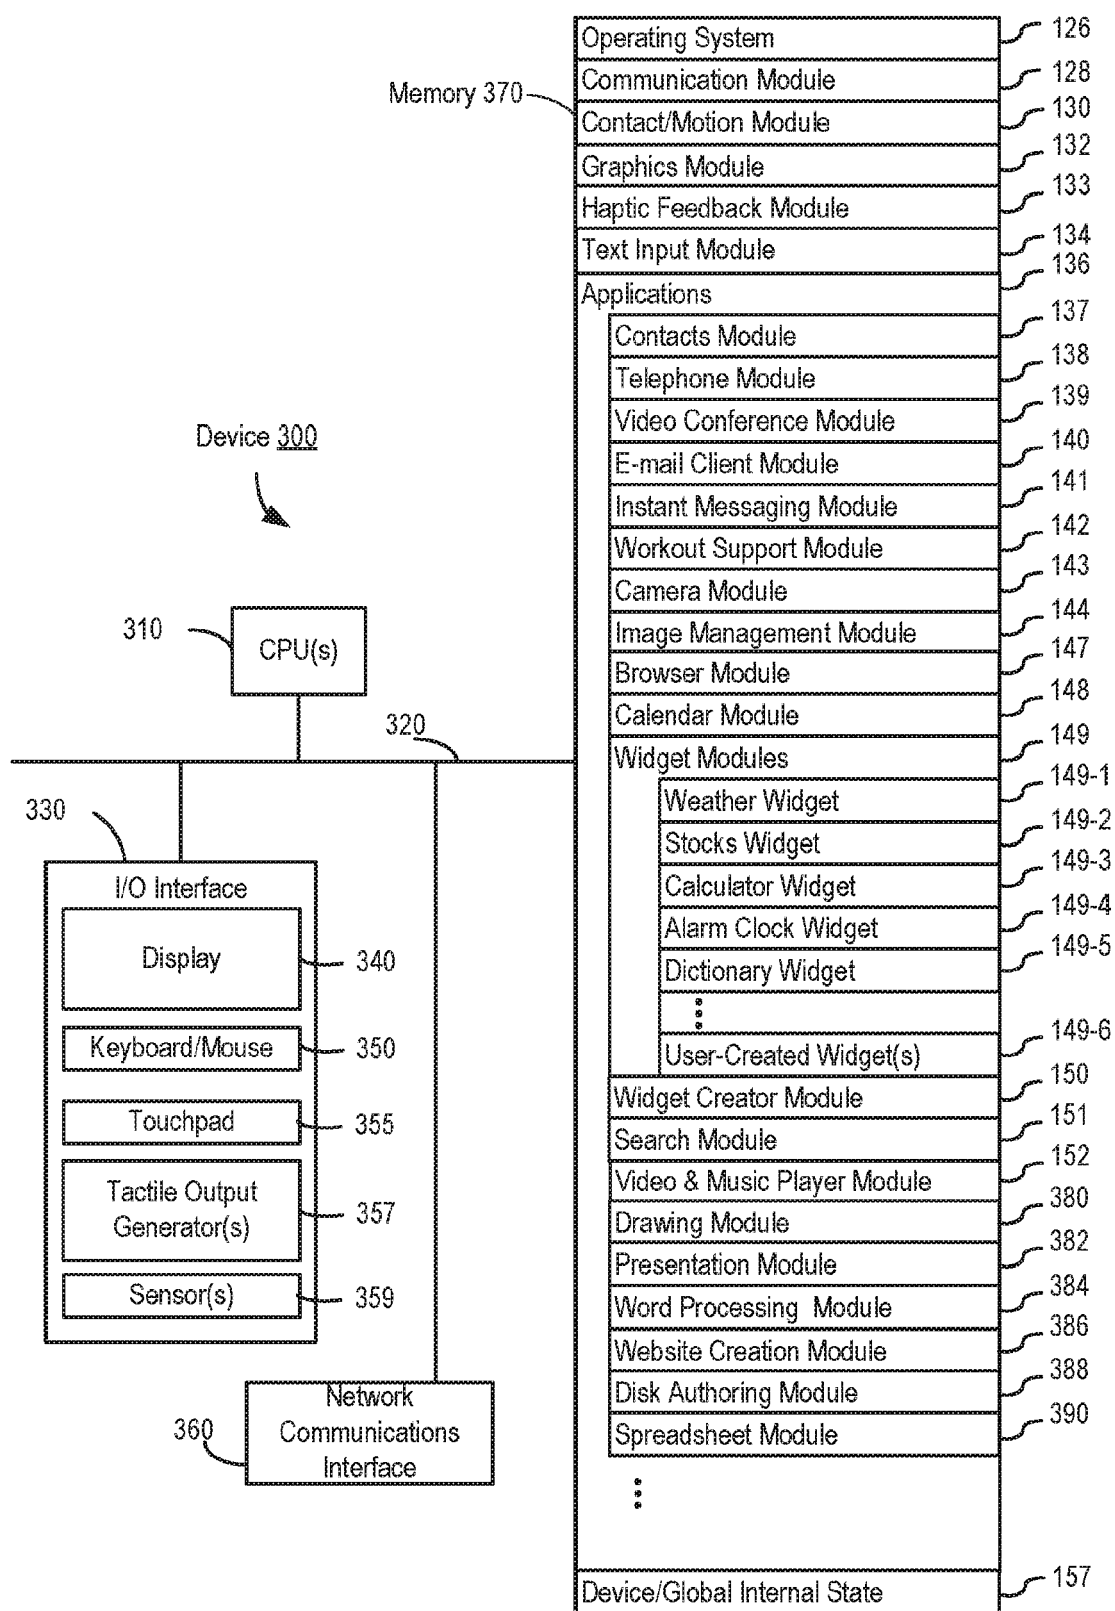 Operating System 126
Communication Module 128
Memory 370
Contact/Motion Module 130
Graphics Module 132
Haptic Feedback Module 133
Text Input Module 134
Applications 136
Contacts Module 137
Telephone Module 138
Video Conference Module 139
E-mail Client Module 140
Instant Messaging Module 141
Workout Support Module 142
Camera Module 143
Image Management Module 144
Browser Module 147
Calendar Module 148
Widget Modules 149
Weather Widget 149-1
Stocks Widget 149-2
Calculator Widget 149-3
Alarm Clock Widget 149-4
Dictionary Widget 149-5
User-Created Widget(s) 149-6
Widget Creator Module 150
Search Module 151
Video & Music Player Module 152
Drawing Module 380
Presentation Module 382
Word Processing Module 384
Website Creation Module 386
Disk Authoring Module 388
Spreadsheet Module 390
Device/Global Internal State 157
Device 300
310
CPU(s)
320
330
I/O Interface
Display 340
Keyboard/Mouse 350
Touchpad 355
Tactile Output
Generator(s) 357
Sensor(s) 359
360
Network
Communications
Interface